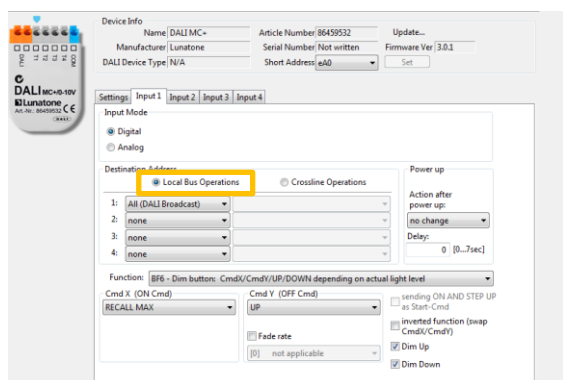 Device Info
Name DALI MC+ Article Number 86459532 Update...
Manufacturer Lunatone Serial Number Not written Firmware Ver 3.0.1
DALI Device Type N/A Short Address eA0 Set
DALI MC+/0-10V
Lunatone
Art.-Nr.: 86459532 CE
DALI
Settings Input 1 Input 2 Input 3 Input 4
Input Mode
Digital
Analog
Destination Address Power up
Local Bus Operations Crossline Operations
Action after
power up:
1: All (DALI Broadcast)
2: none no change
3: none Delay:
4: none 0 [0...7sec]
Function: BF6 - Dim button: CmdX/CmdY/UP/DOWN depending on actual light level
Cmd X (ON Cmd) Cmd Y (OFF Cmd) sending ON AND STEP UP
as Start-Cmd
RECALL MAX UP
inverted function (swap
CmdX/CmdY)
Fade rate Dim Up
[0] not applicable
Dim Down